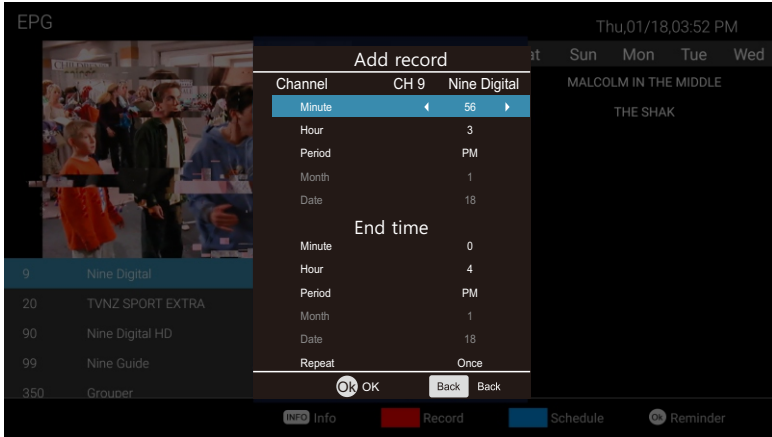 EPG
Thu,01/18,03:52 PM
at Sun Mon Tue Wed
MALCOLM IN THE MIDDLE
THE SHAK
Add record
Channel CH 9 Nine Digital
Minute 56
Hour 3
Period PM
Month 1
Date 18
End time
Minute 0
Hour 4
Period PM
Month 1
Date 18
Repeat Once
Ok OK Back Back
9 Nine Digital
20 TVNZ SPORT EXTRA
90 Nine Digital HD
99 Nine Guide
350 Grouper
INFO Info Record Schedule Ok Reminder